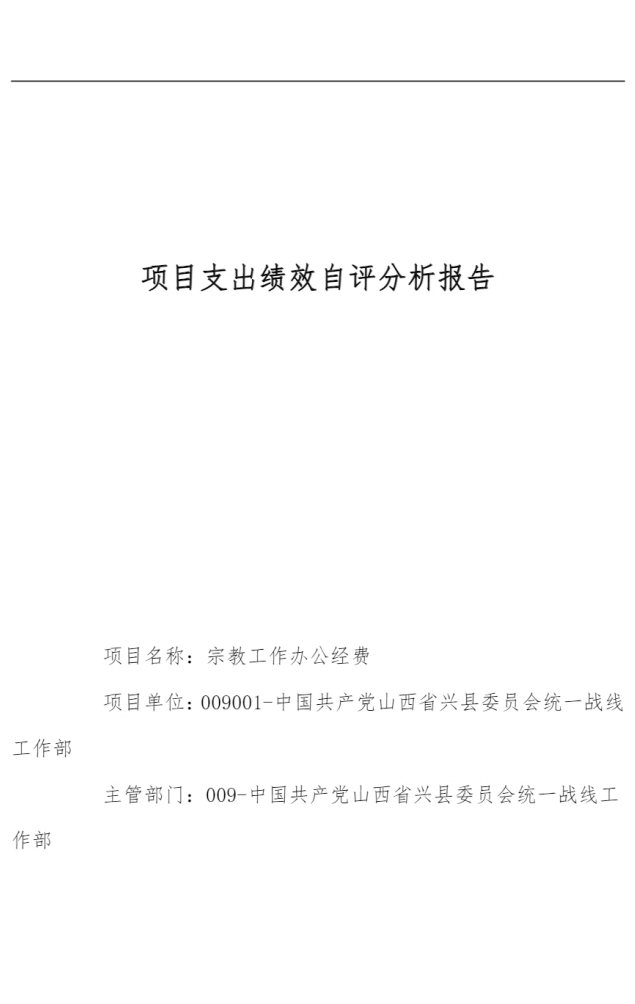 项目支出绩效自评分析报告
项目名称：宗教工作办公经费
项目单位：009001-中国共产党山西省兴县委员会统一战线
工作部
主管部门：009-中国共产党山西省兴县委员会统一战线工
作部